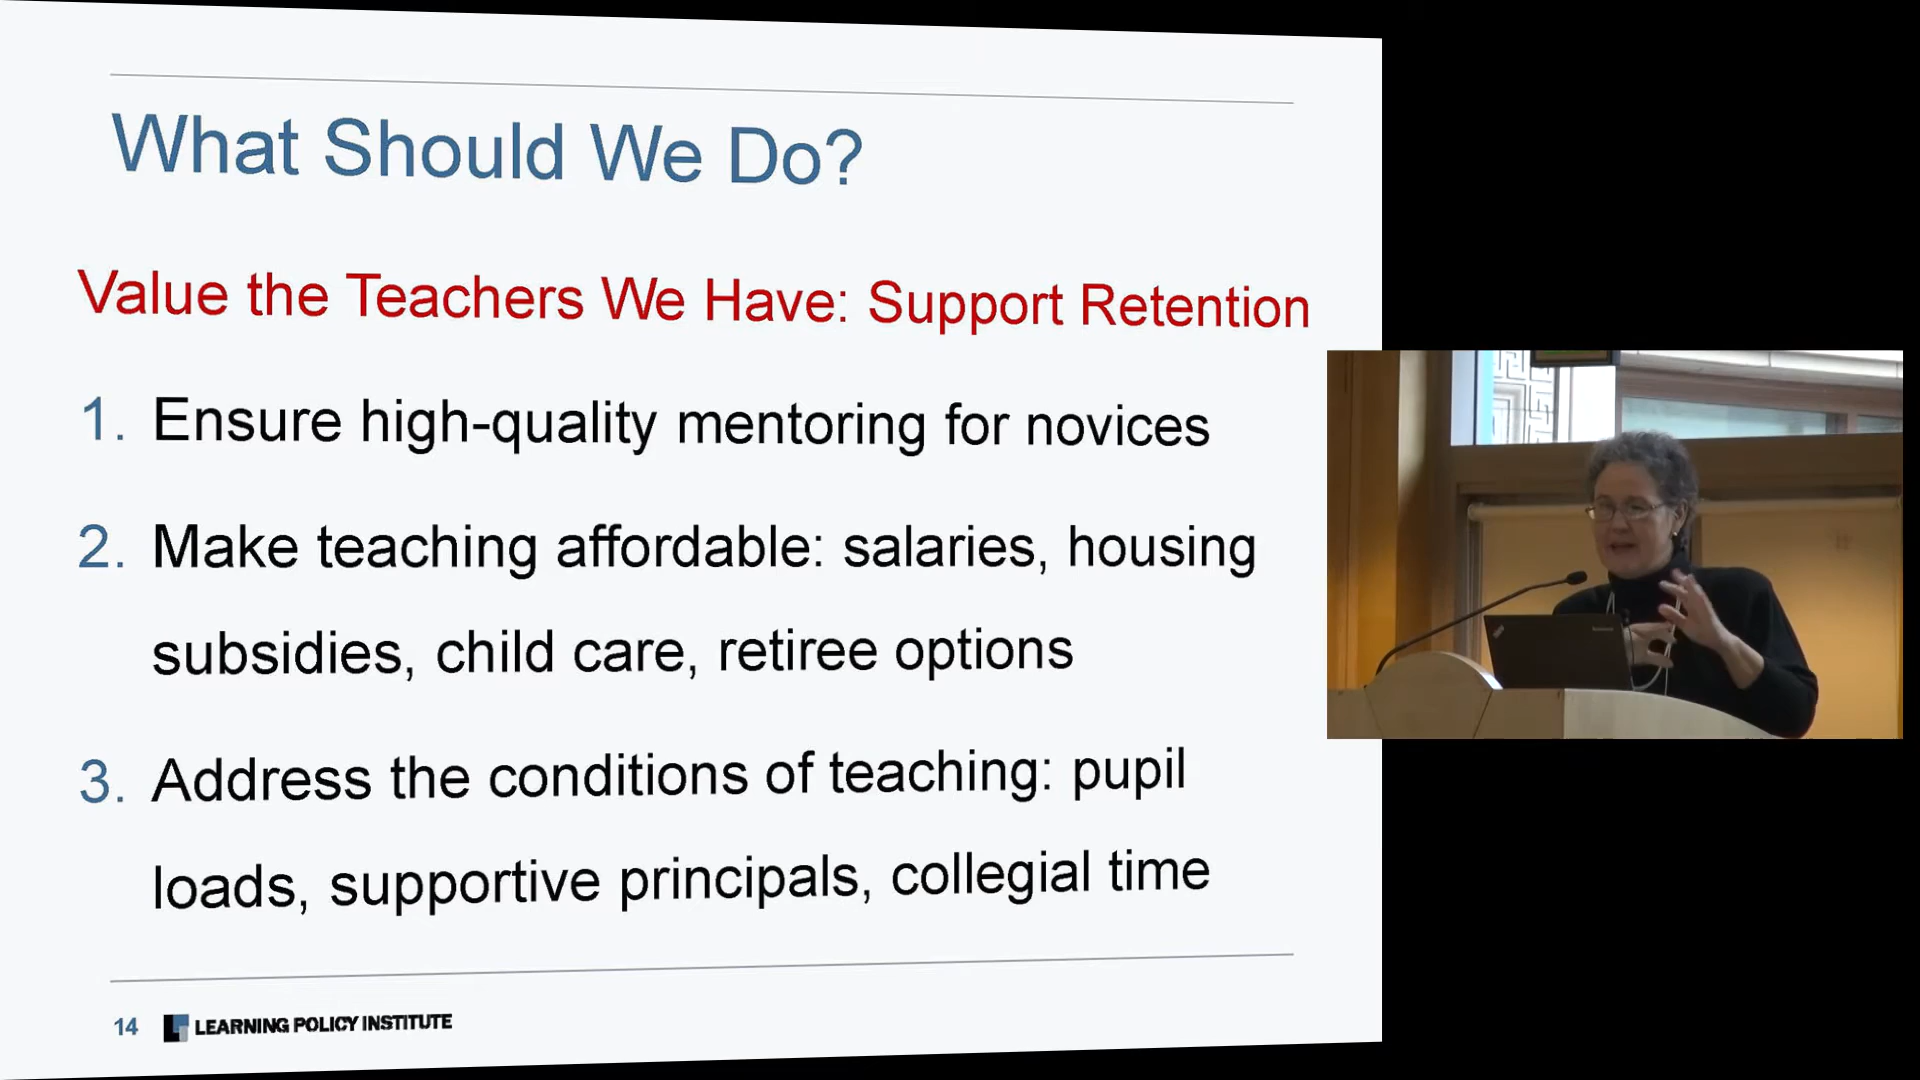 What Should We Do?
Value the Teachers We Have: Support Retention
1. Ensure high-quality mentoring for novices
2. Make teaching affordable: salaries, housing
subsidies, child care, retiree options
3. Address the conditions of teaching: pupil
loads, supportive principals, collegial time
14 LEARNING POLICY INSTITUTE